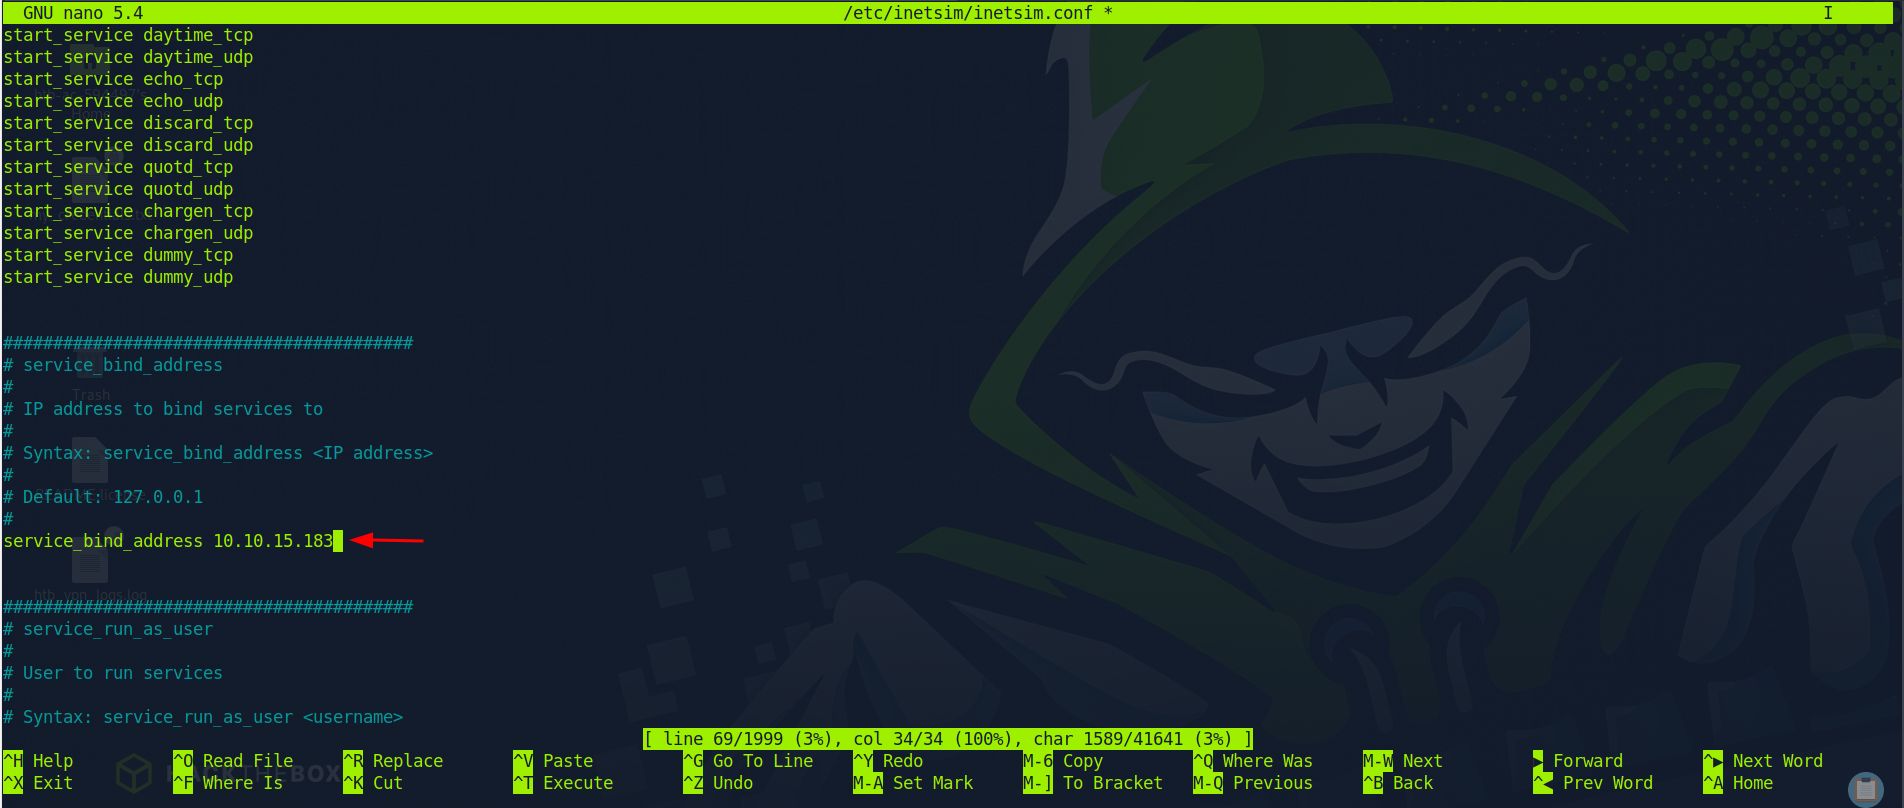 GNU nano 5.4 /etc/inetsim/inetsim.conf * I
start_service daytime_tcp
start_service daytime_udp
start_service echo_tcp
start_service echo_udp
start_service discard_tcp
start_service discard_udp
start_service quotd_tcp
start_service quotd_udp
start_service chargen_tcp
start_service chargen_udp
start_service dummy_tcp
start_service dummy_udp
#########################################
# service_bind_address
#
# IP address to bind services to
#
# Syntax: service_bind_address <IP address>
#
# Default: 127.0.0.1
#
service_bind_address 10.10.15.183
#########################################
# service_run_as_user
#
# User to run services
#
# Syntax: service_run_as_user <username>
[ line 69/1999 (3%), col 34/34 (100%), char 1589/41641 (3%) ]
^H Help ^O Read File ^R Replace ^V Paste ^G Go To Line ^Y Redo M-6 Copy ^Q Where Was M-W Next ▶ Forward ^▶ Next Word
^X Exit ^F Where Is ^K Cut ^T Execute ^Z Undo M-A Set Mark M-] To Bracket M-Q Previous ^B Back ^◀ Prev Word ^A Home
Home
Trash
hth_vpn_logs.log